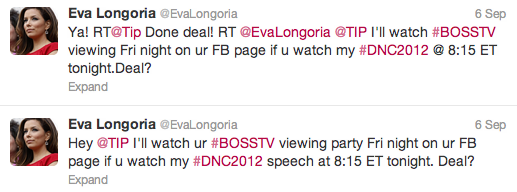 Eva Longoria @EvaLongoria 6 Sep
Ya! RT@Tip Done deal! RT @EvaLongoria @TIP I'll watch #BOSSTV
viewing Fri night on ur FB page if u watch my #DNC2012 @ 8:15 ET
tonight.Deal?
Expand
Eva Longoria @EvaLongoria 6 Sep
Hey @TIP I'll watch ur #BOSSTV viewing party Fri night on ur FB
page if u watch my #DNC2012 speech at 8:15 ET tonight. Deal?
Expand